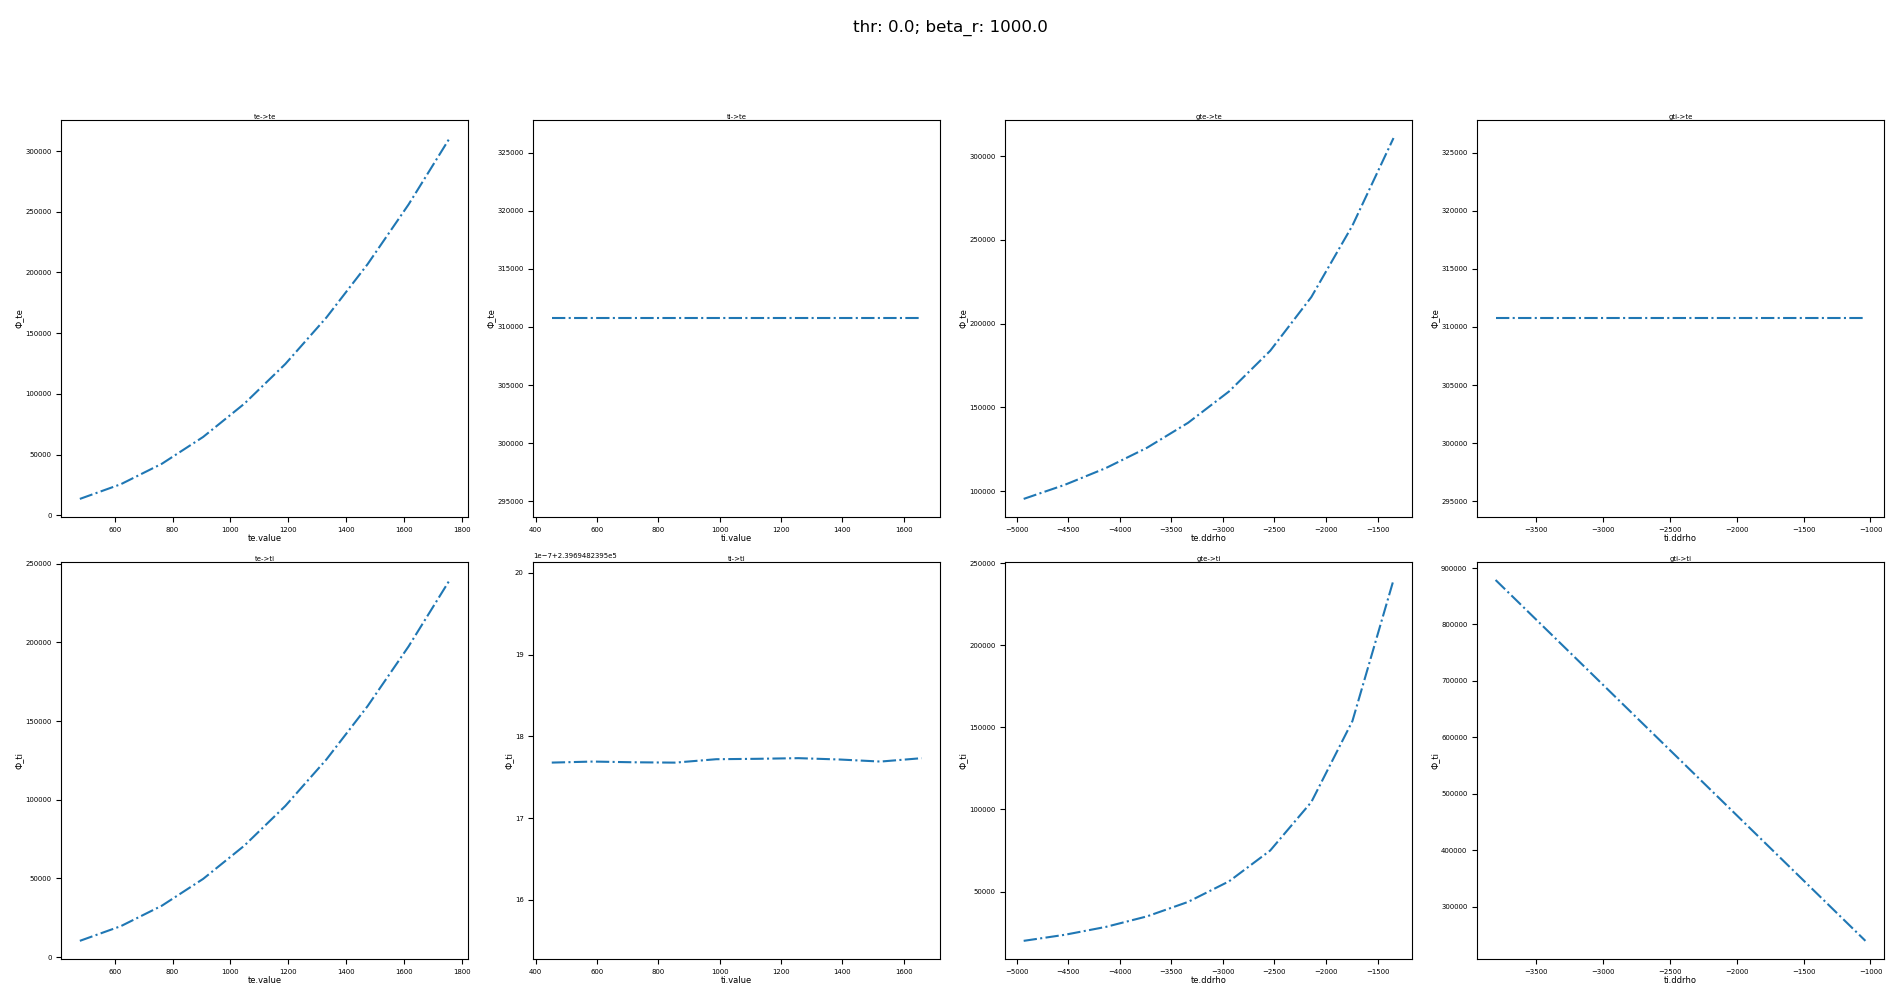 thr: 0.0; beta_r: 1000.0
te->te
300000
250000
200000
150000
100000
50000
0
Φ_te
600 800 1000 1200 1400 1600 1800
te.value
ti->te
325000
320000
315000
310000
305000
300000
295000
Φ_te
400 600 800 1000 1200 1400 1600
ti.value
gte->te
300000
250000
200000
150000
100000
Φ_te
−5000 −4500 −4000 −3500 −3000 −2500 −2000 −1500
te.ddrho
gti->te
325000
320000
315000
310000
305000
300000
295000
Φ_te
−3500 −3000 −2500 −2000 −1500 −1000
ti.ddrho
te->ti
250000
200000
150000
100000
50000
0
Φ_ti
600 800 1000 1200 1400 1600 1800
te.value
1e−7+2.3969482395e5
ti->ti
20
19
18
17
16
Φ_ti
400 600 800 1000 1200 1400 1600
ti.value
gte->ti
250000
200000
150000
100000
50000
Φ_ti
−5000 −4500 −4000 −3500 −3000 −2500 −2000 −1500
te.ddrho
gti->ti
900000
800000
700000
600000
500000
400000
300000
Φ_ti
−3500 −3000 −2500 −2000 −1500 −1000
ti.ddrho